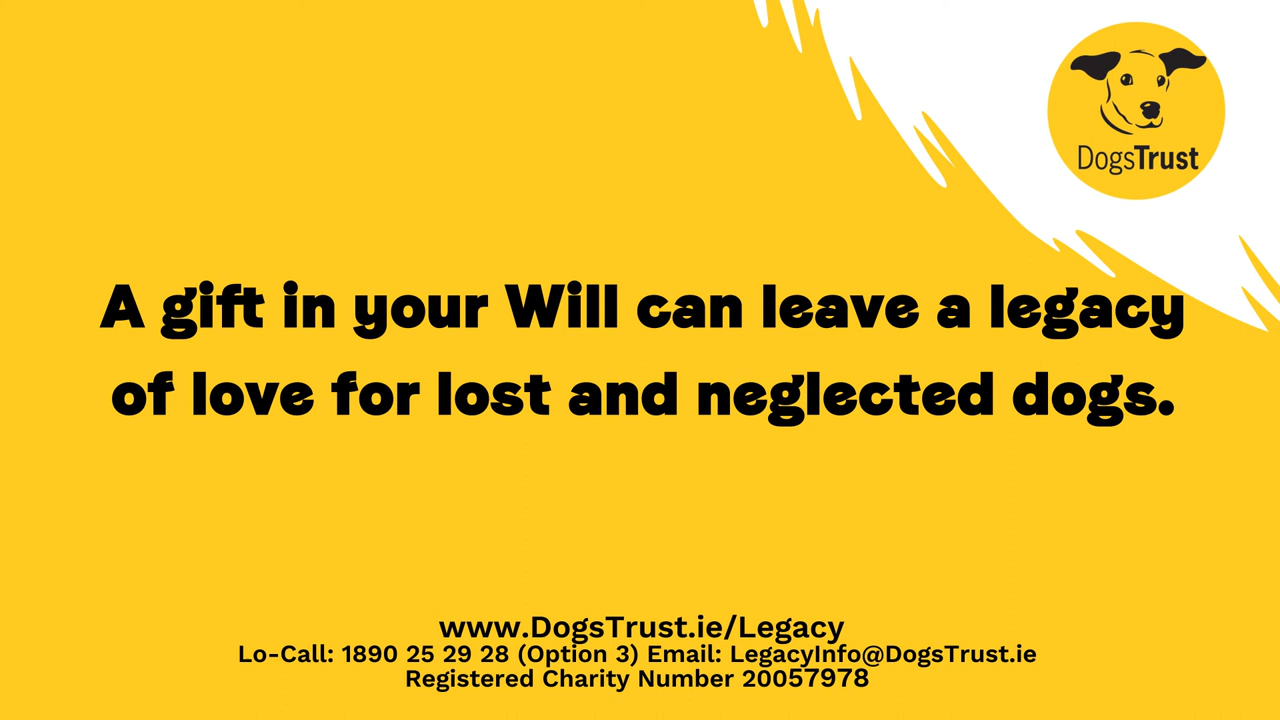 DogsTrust
A gift in your Will can leave a legacy
of love for lost and neglected dogs.
www.DogsTrust.ie/Legacy
Lo-Call: 1890 25 29 28 (Option 3) Email: LegacyInfo@DogsTrust.ie
Registered Charity Number 20057978